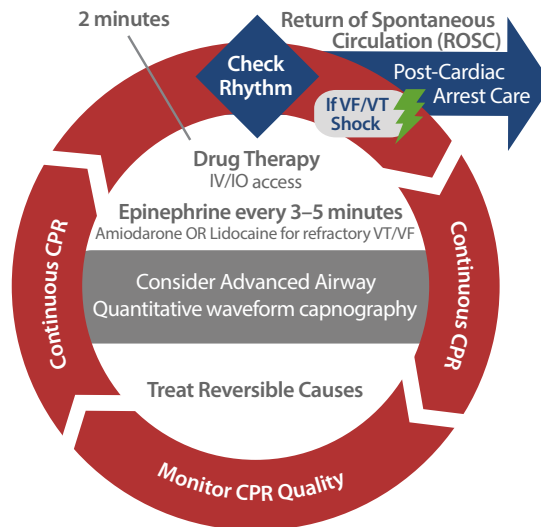 2 minutes
Return of Spontaneous
Circulation (ROSC)
Check
Rhythm
Post-Cardiac
Arrest Care
If VF/VT
Shock
Drug Therapy
IV/IO access
Epinephrine every 3–5 minutes
Amiodarone OR Lidocaine for refractory VT/VF
Continuous CPR
Continuous CPR
Consider Advanced Airway
Quantitative waveform capnography
Treat Reversible Causes
Monitor CPR Quality